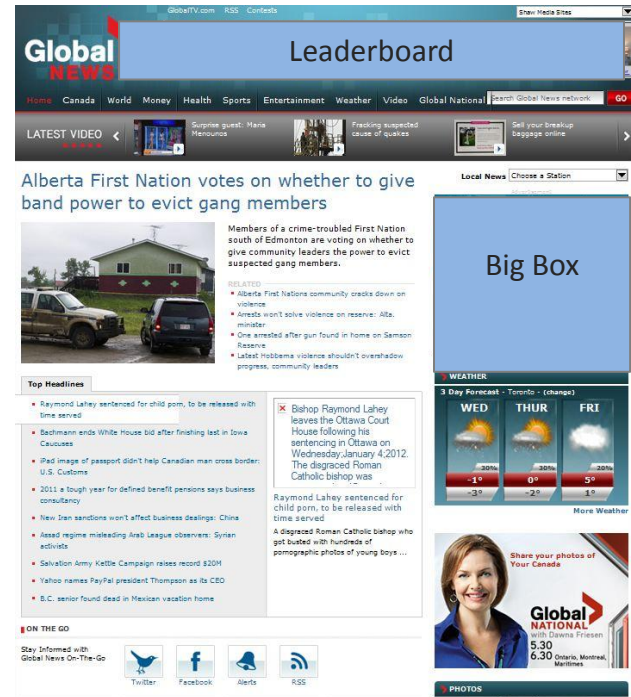 GlobalTV.com RSS Contests
Shaw Media Sites
Global
NEWS
Leaderboard
Home Canada World Money Health Sports Entertainment Weather Video Global National Search Global News network GO
LATEST VIDEO
Surprise guest: Maria
Menounos
Fracking suspected
cause of quakes
Sell your breakup
baggage online
Alberta First Nation votes on whether to give
band power to evict gang
members
Local News Choose a Station
Advertisement
Big Box
Members of a crime-troubled First Nation
south of Edmonton are voting on whether to
give community leaders the power to evict
suspected gang members.
RELATED
Alberta First Nations community cracks down on
violence
Arrests won't solve violence on reserve: Alta.
minister
One arrested after gun found in home on Samson
Reserve
Latest Hobbema violence shouldn't overshadow
progress, community leaders
Top Headlines
Raymond Lahey sentenced for child porn, to be released with
time served
Bachmann ends White House bid after finishing last in Iowa
Caucuses
iPad image of passport didn't help Canadian man cross border:
U.S. Customs
2011 a tough year for defined benefit pensions says business
consultancy
New Iran sanctions won't affect business dealings: China
Assad regime misleading Arab League observers: Syrian
activists
Salvation Army Kettle Campaign raises record $20M
Yahoo names PayPal president Thompson as its CEO
B.C. senior found dead in Mexican vacation home
Bishop Raymond Lahey
leaves the Ottawa Court
House following his
sentencing in Ottawa on
Wednesday,January 4,2012.
The disgraced Roman
Catholic bishop was
Raymond Lahey sentenced for
child porn, to be released with
time served
A disgraced Roman Catholic bishop who
got busted with hundreds of
pornographic photos of young boys ...
WEATHER
3 Day Forecast - Toronto - (change)
WED THUR FRI
30% 30% 20%
-1° 0° 5°
-3° -2° 1°
More Weather
Share your photos of
Your Canada
Global
NATIONAL
with Dawna Friesen
5.30
6.30 Ontario, Montreal,
Maritimes
ON THE GO
Stay Informed with
Global News On-The-Go
Twitter Facebook Alerts RSS
PHOTOS